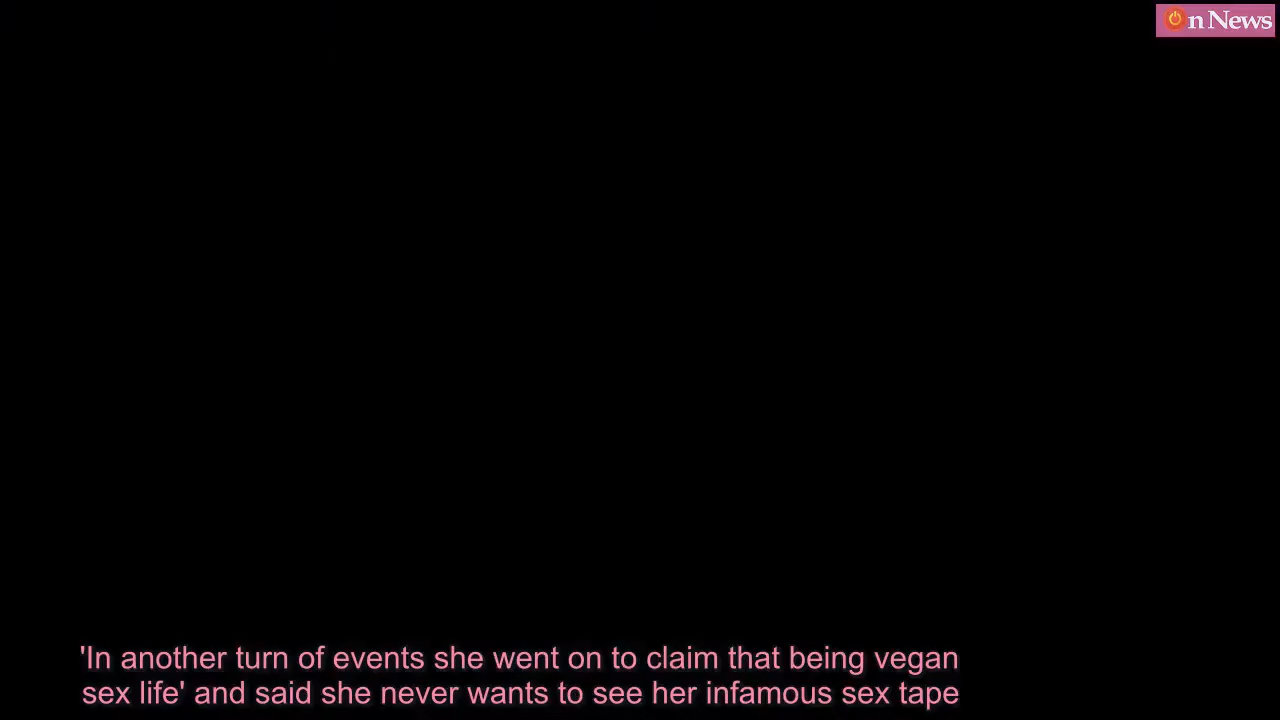 On News
'In another turn of events she went on to claim that being vegan
sex life' and said she never wants to see her infamous sex tape